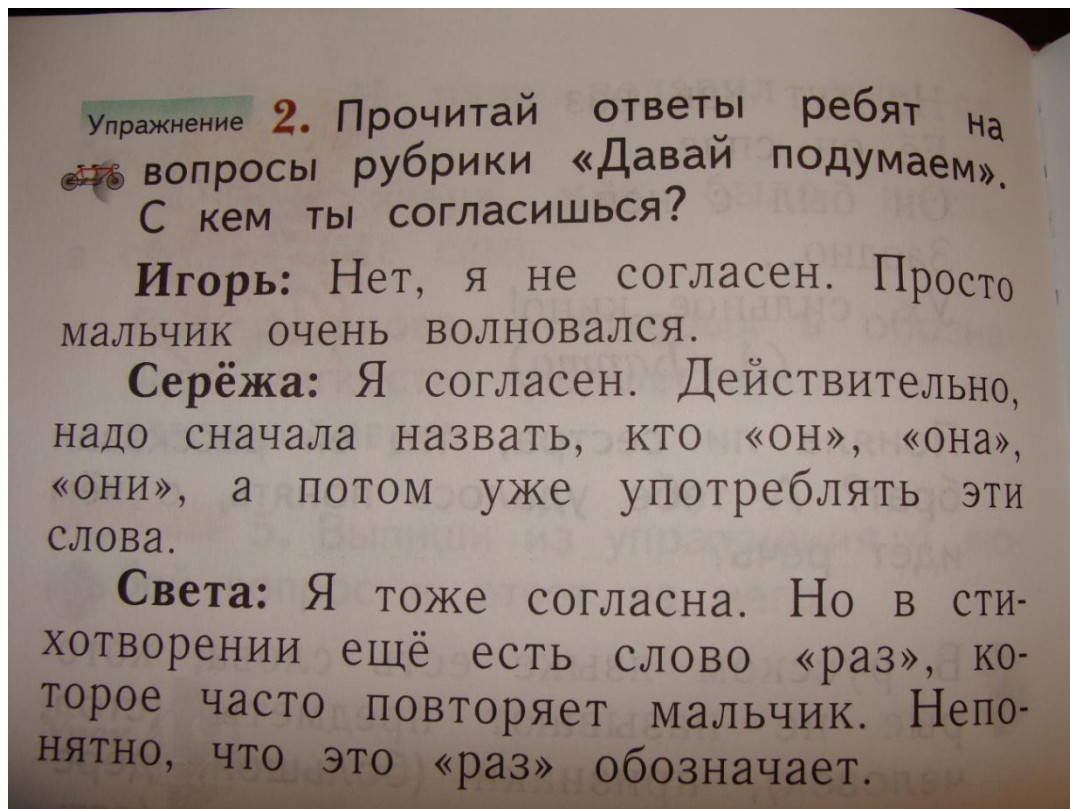 Упражнение 2. Прочитай ответы ребят на
вопросы рубрики «Давай подумаем».
С кем ты согласишься?
Игорь: Нет, я не согласен. Просто
мальчик очень волновался.
Серёжа: Я согласен. Действительно,
надо сначала назвать, кто «он», «она»,
«они», а потом уже употреблять эти
слова.
Света: Я тоже согласна. Но в сти-
хотворении ещё есть слово «раз», ко-
торое часто повторяет мальчик. Непо-
нятно, что это «раз» обозначает.